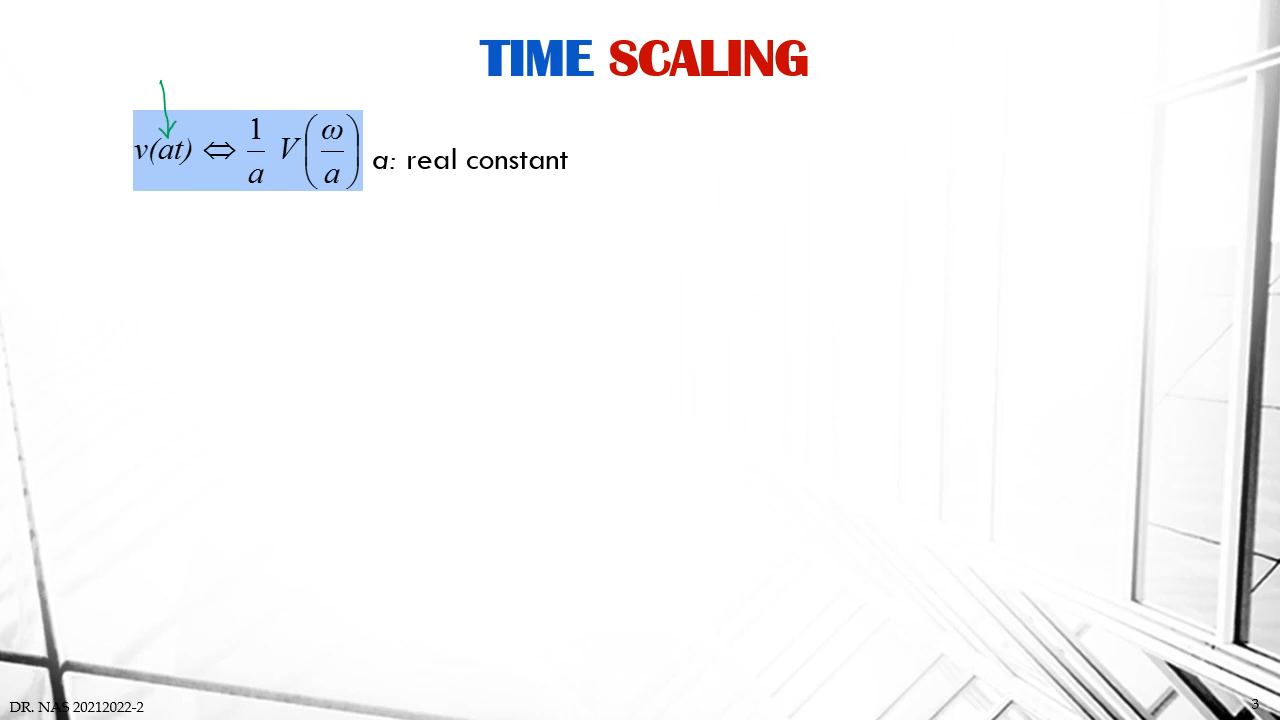 TIME SCALING
v(at) ⇔ 1/a V(ω/a) a: real constant
DR. NAS 20212022-2
3